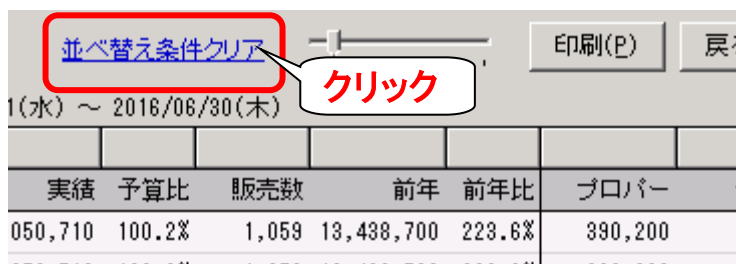 並べ替え条件クリア
印刷(P)
戻
クリック
1(水) ～ 2016/06/30(木)
実績 予算比 販売数 前年 前年比 プロパー
050,710 100.2% 1,059 13,438,700 223.6% 390,200